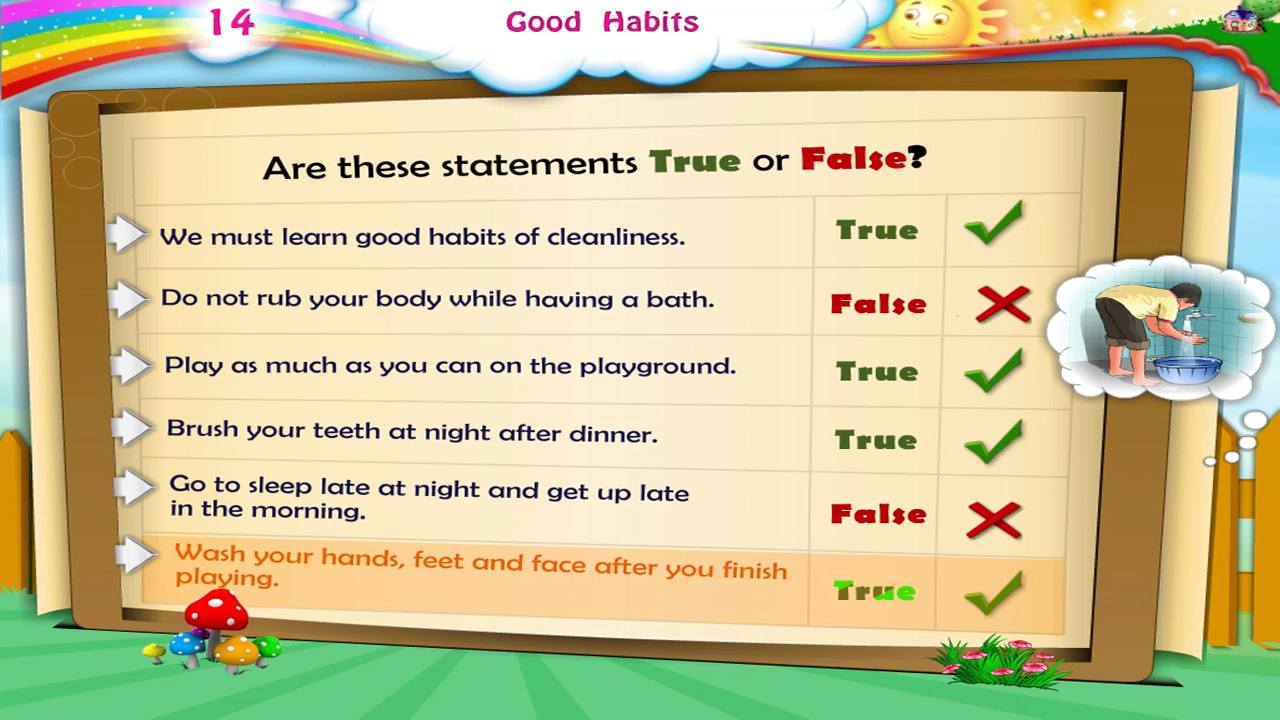 14
Good Habits
Are these statements True or False?
We must learn good habits of cleanliness. True
Do not rub your body while having a bath. False
Play as much as you can on the playground. True
Brush your teeth at night after dinner. True
Go to sleep late at night and get up late
in the morning. False
Wash your hands, feet and face after you finish
playing. True